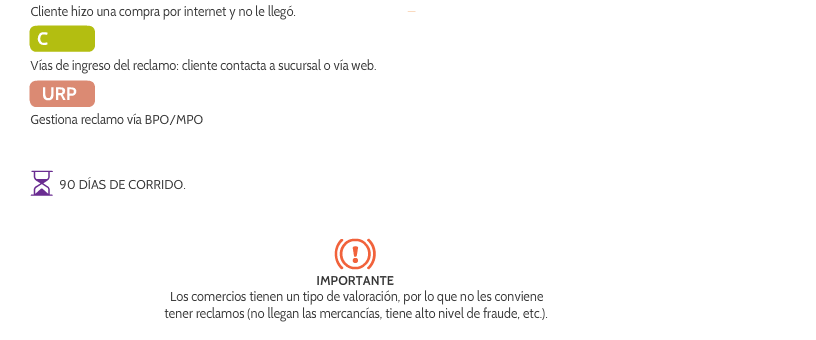 Cliente hizo una compra por internet y no le llegó.
C
Vías de ingreso del reclamo: cliente contacta a sucursal o vía web.
URP
Gestiona reclamo vía BPO/MPO
90 DÍAS DE CORRIDO.
IMPORTANTE
Los comercios tienen un tipo de valoración, por lo que no les conviene
tener reclamos (no llegan las mercancías, tiene alto nivel de fraude, etc.).